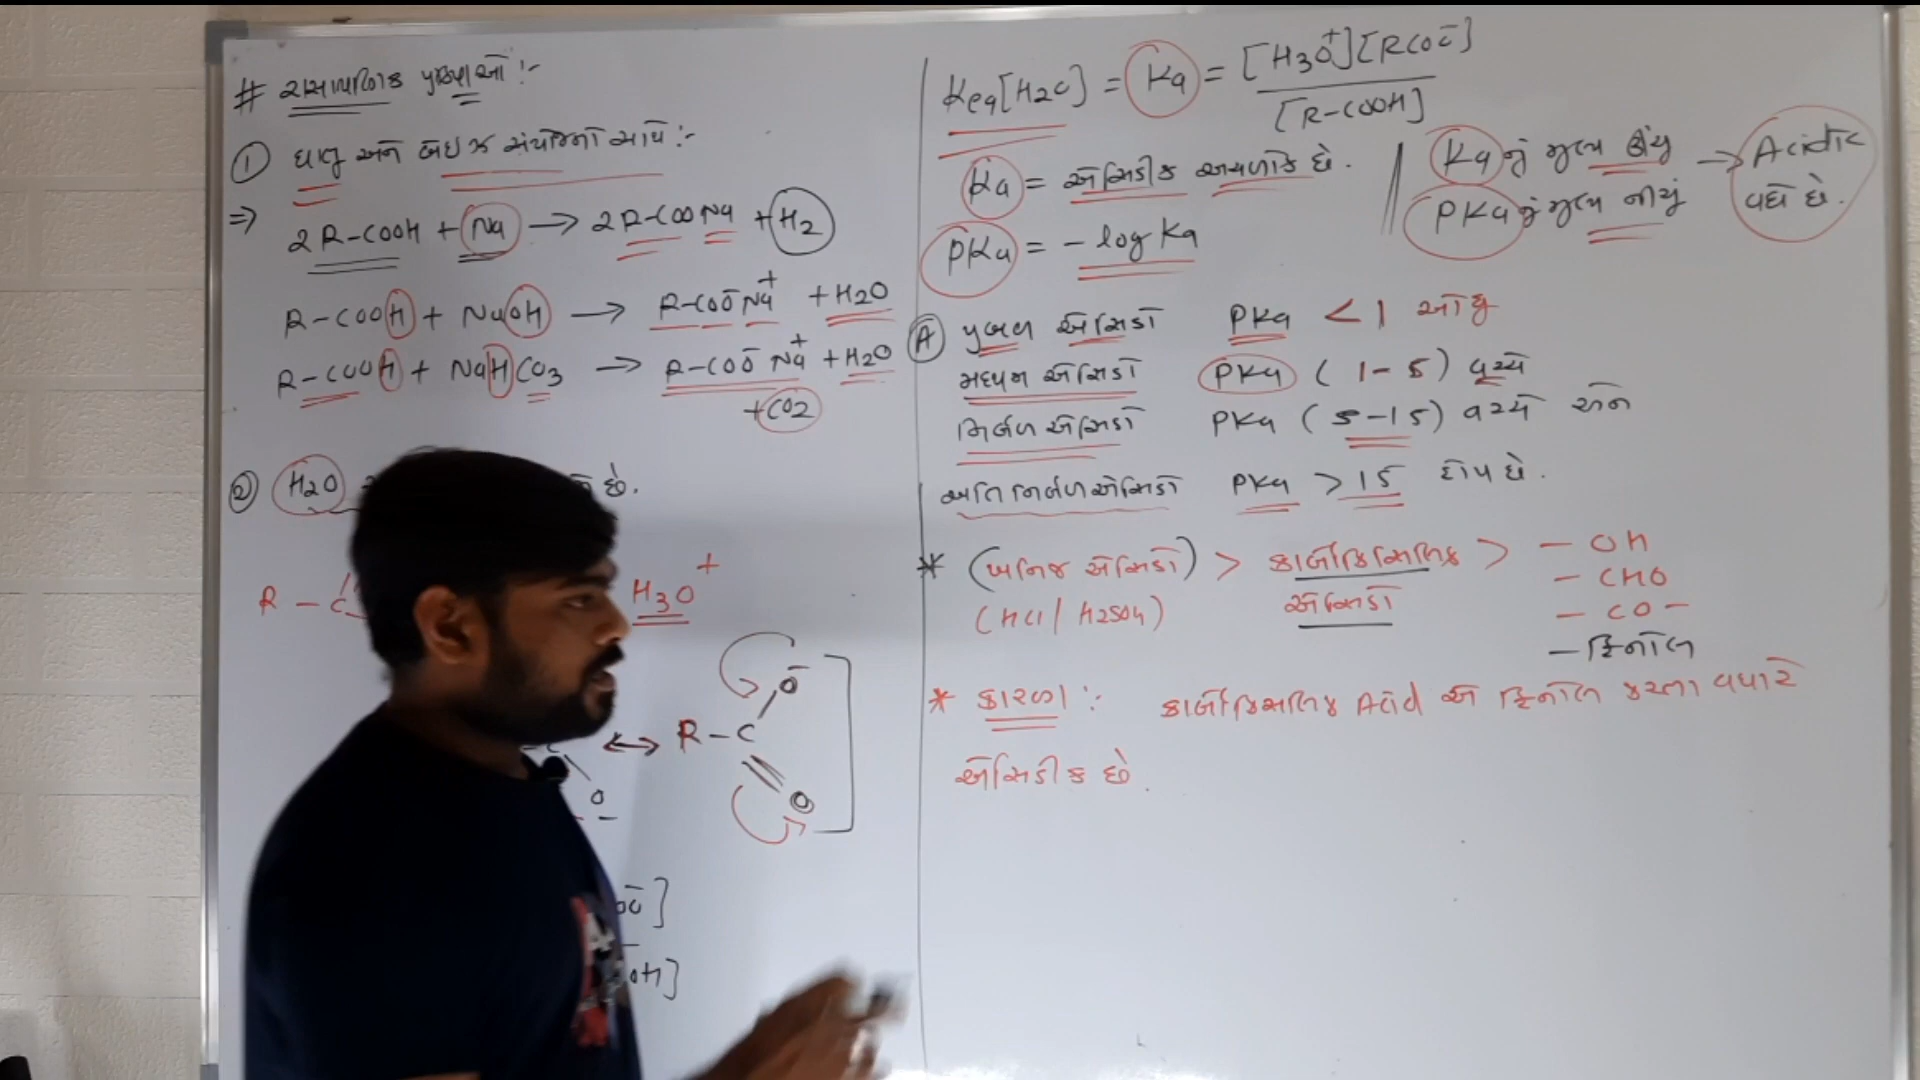 # રાસાયણિક પ્રક્રિયાઓ :-
① ધાતુ અને બેઇઝ સંયોજનો સાથે :-
⇒ 2R-COOH + Na → 2R-COONa + H2
R-COOH + NaOH → R-COO⁻ Na⁺ + H2O
R-COOH + NaHCO3 → R-COO⁻ Na⁺ + H2O
+ CO2
② H2O છે.
R - C H3O⁺
O
↔ R - C O⁻
O
Keq[H2O] = Ka = [H3O⁺][RCOO⁻] / [R-COOH]
Ka = એસિડીક અચળાંક છે.
PKa = - log Ka
Ka નું મુલ્ય ઊંચુ → Acidic
PKa નું મુલ્ય નીચું વધે છે.
Ⓐ પ્રબળ એસિડો PKa < 1 ઓછુ
મધ્યમ એસિડો PKa (1-5) વચ્ચે
નિર્બળ એસિડો PKa (5-15) વચ્ચે અને
અતિ નિર્બળ એસિડો PKa > 15 હોય છે.
* (ખનિજ એસિડો) > કાર્બોક્સિલિક > - OH
(HCl / H2SO4) એસિડો - CHO
- CO -
- ફિનોલ
* કારણ :- કાર્બોક્સિલિક Acid એ ફિનોલ કરતા વધારે
એસિડીક છે.